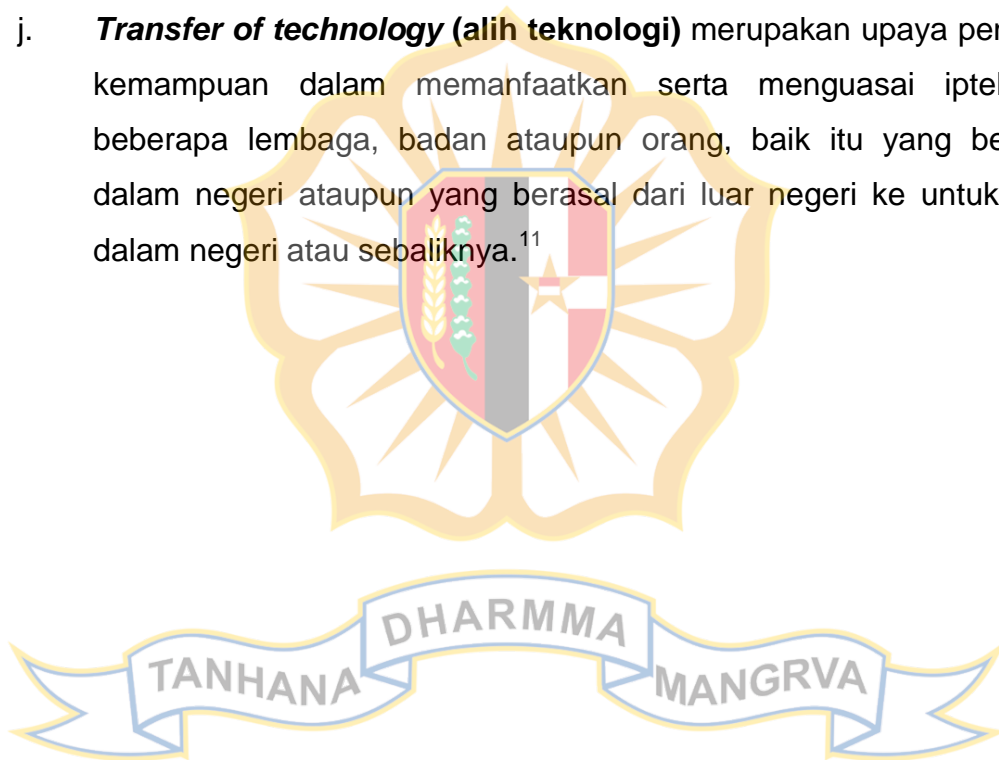 j. Transfer of technology (alih teknologi) merupakan upaya
kemampuan dalam memanfaatkan serta menguasai
beberapa lembaga, badan ataupun orang, baik itu yang
dalam negeri ataupun yang berasal dari luar negeri ke untuk
dalam negeri atau sebaliknya.11
TANHANA DHARMMA MANGRVA